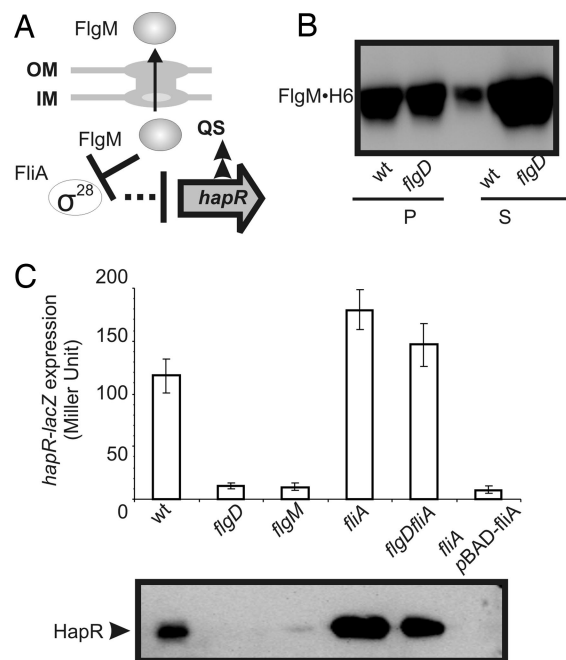 A
FlgM
OM
IM
FlgM
QS
FliA
σ28
hapR
B
FlgM•H6
wt flgD wt flgD
P S
C
hapR-lacZ expression
(Miller Unit)
200
150
100
50
0
wt flgD flgM fliA flgDfliA fliA pBAD-fliA
HapR